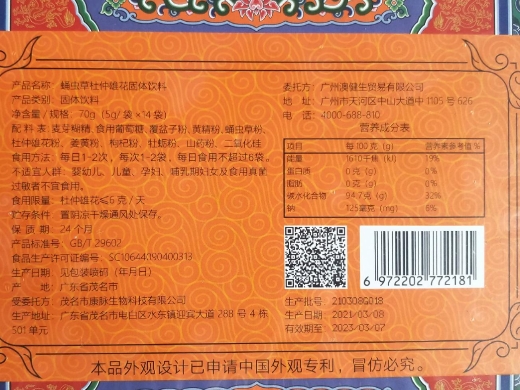 产品名称：蛹虫草杜仲雄花固体饮料
产品类别：固体饮料
净含量/规格：70g（5g/袋×14袋）
配 料 表：麦芽糊精、食用葡萄糖、覆盆子粉、黄精粉、蛹虫草粉、
杜仲雄花粉、姜黄粉、枸杞粉、牡蛎粉、山药粉、二氧化硅
食用方法：每日1-2次，每次1-2袋，每日食用不超过6袋。
不适宜人群：婴幼儿、儿童、孕妇、哺乳期妇女及食用真菌
过敏者不宜食用。
食用限量：杜仲雄花≤6克/天
贮存条件：置阴凉干燥通风处保存。
保 质 期：24个月
产品标准号：GB/T 29602
食品生产许可证编号：SC10644090400318
生产日期：见包装喷码（年月日）
产 地：广东省茂名市
受委托方：茂名市康脉生物科技有限公司
生产地址：广东省茂名市电白区水东镇迎宾大道288号4栋
501单元
委托方：广州澳健生贸易有限公司
地 址：广州市天河区中山大道中1105号626
电 话：4000-688-810
营养成分表
项目 每100克(g) 营养素参考值%
能量 1610千焦(kJ) 19%
蛋白质 0克(g) 0%
脂肪 0克(g) 0%
碳水化合物 94.7克(g) 32%
钠 125毫克(mg) 6%
6 972202 772181
生产批号：210308G018
生产日期：2021/03/08
有效期至：2023/03/07
本品外观设计已申请中国外观专利，冒仿必究。